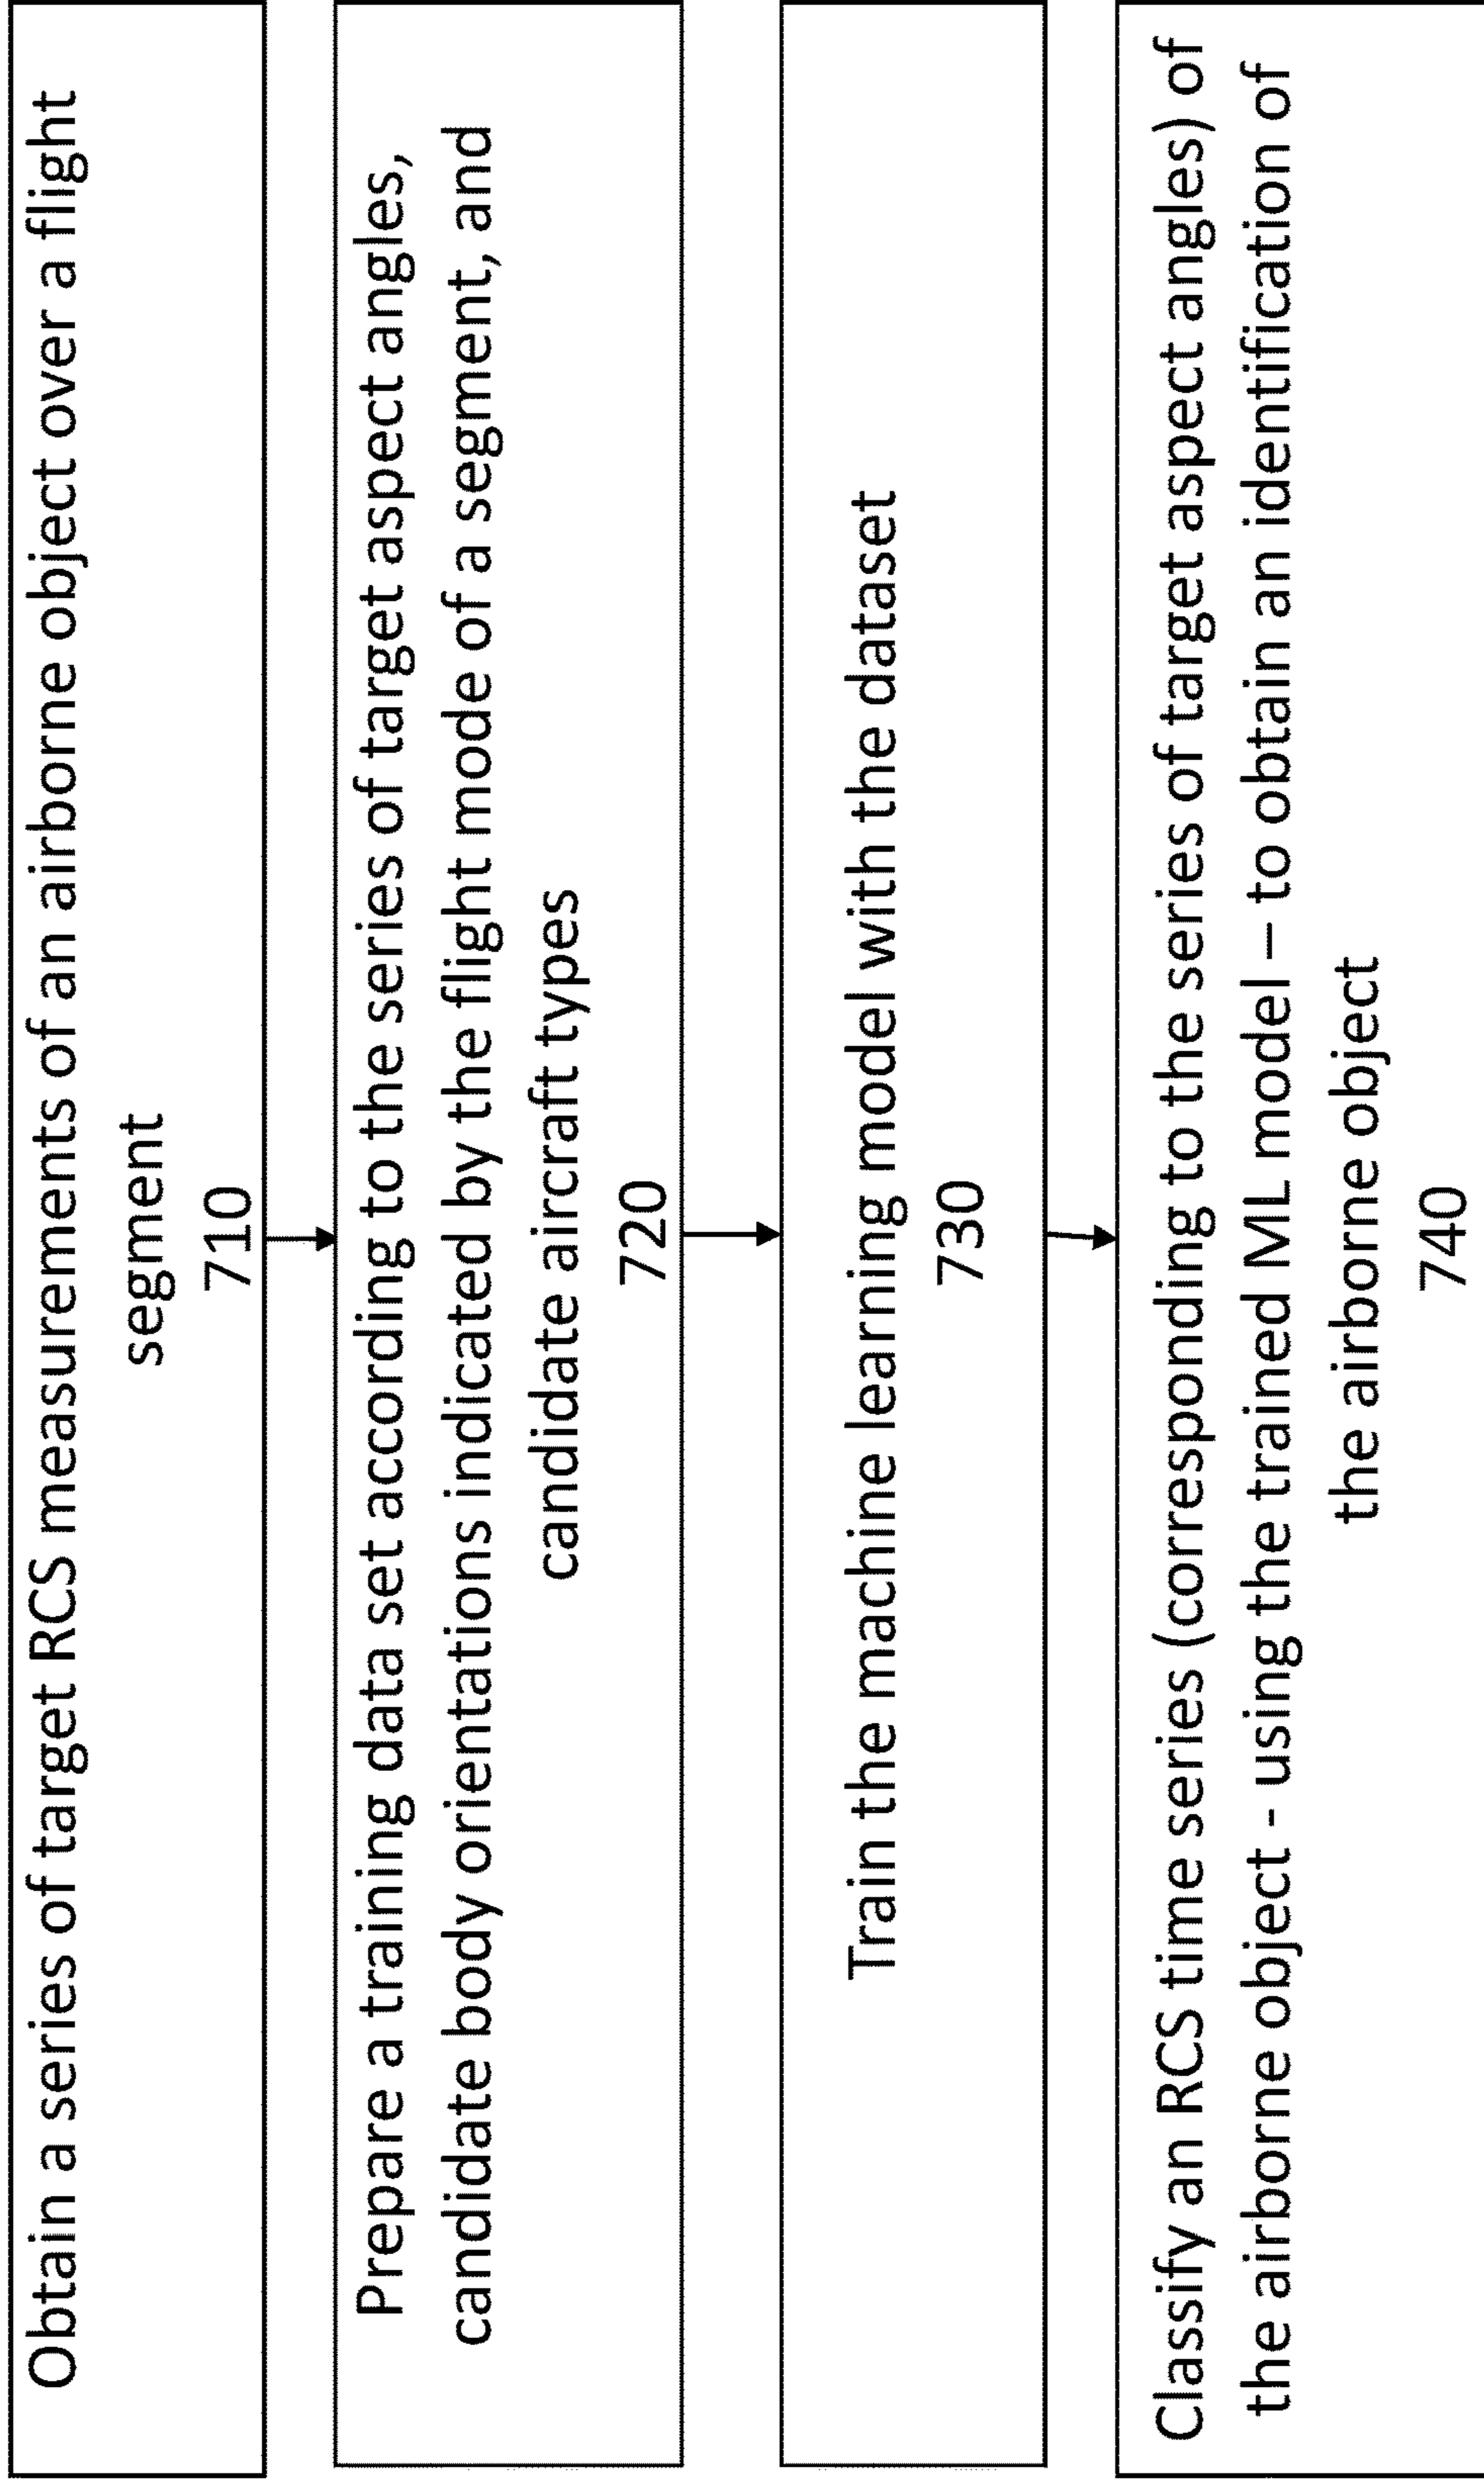 Obtain a series of target RCS measurements of an airborne object over a flight
segment
710
Prepare a training data set according to the series of target aspect angles,
candidate body orientations indicated by the flight mode of a segment, and
candidate aircraft types
720
Train the machine learning model with the dataset
730
Classify an RCS time series (corresponding to the series of target aspect angles) of
the airborne object - using the trained ML model – to obtain an identification of
the airborne object
740